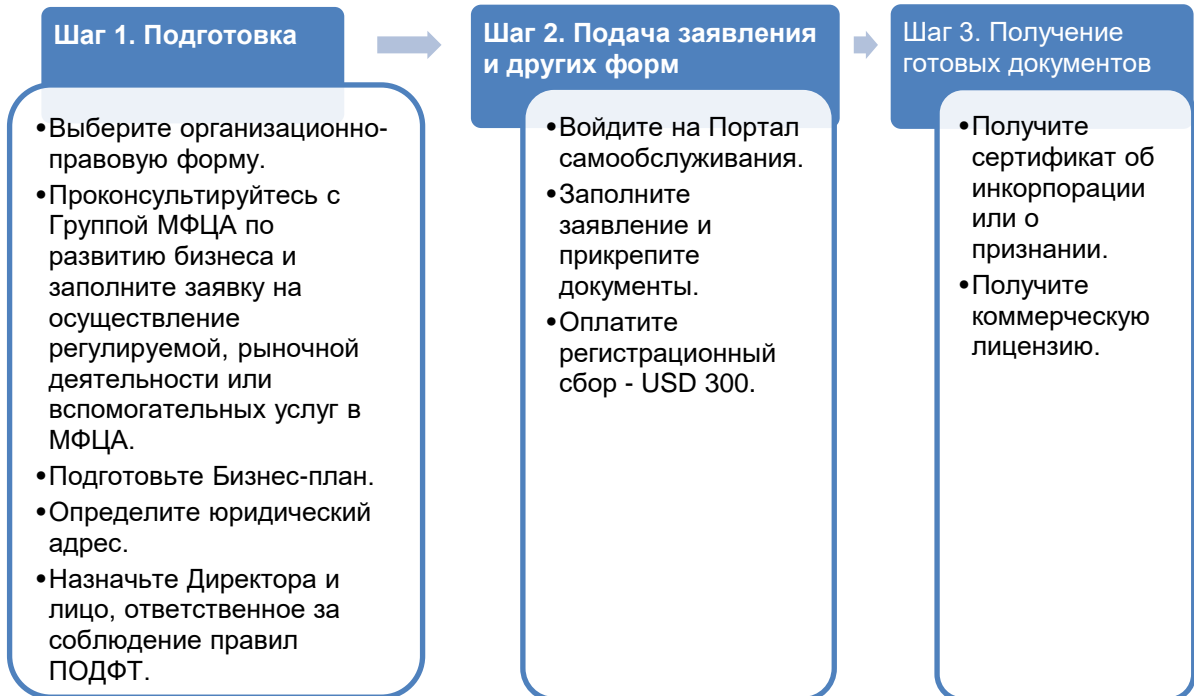 Шаг 1. Подготовка
•Выберите организационно-
правовую форму.
•Проконсультируйтесь с
Группой МФЦА по
развитию бизнеса и
заполните заявку на
осуществление
регулируемой, рыночной
деятельности или
вспомогательных услуг в
МФЦА.
•Подготовьте Бизнес-план.
•Определите юридический
адрес.
•Назначьте Директора и
лицо, ответственное за
соблюдение правил
ПОДФТ.
Шаг 2. Подача заявления
и других форм
•Войдите на Портал
самообслуживания.
•Заполните
заявление и
прикрепите
документы.
•Оплатите
регистрационный
сбор - USD 300.
Шаг 3. Получение
готовых документов
•Получите
сертификат об
инкорпорации
или о
признании.
•Получите
коммерческую
лицензию.